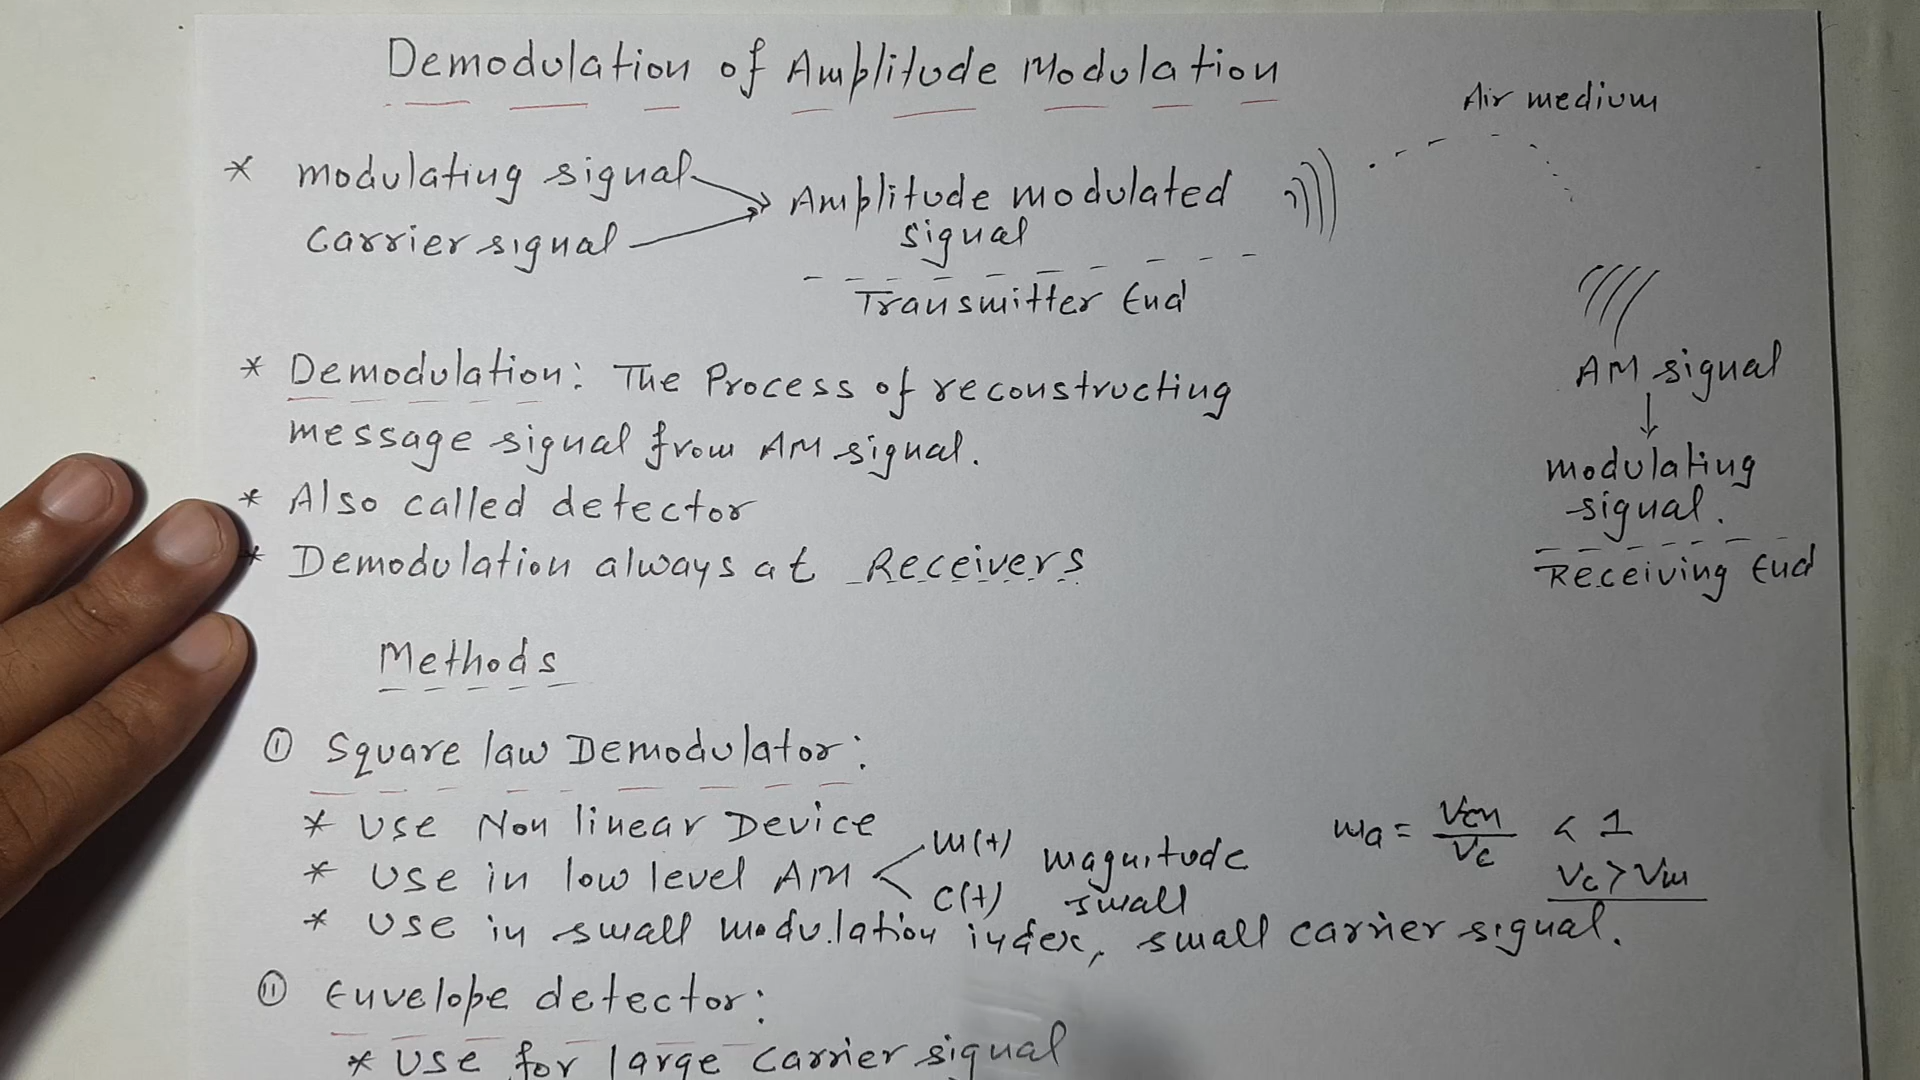 Demodulation of Amplitude Modulation
Air medium
* modulating signal
carrier signal
Amplitude modulated
signal
Transmitter End
AM signal
modulating
signal.
Receiving End
* Demodulation: The Process of reconstructing
message signal from AM signal.
* Also called detector
* Demodulation always at Receivers
Methods
① Square law Demodulator:
* Use Non linear Device
* Use in low level AM m(t) magnitude
c(t) small
ma = Vm/Vc < 1
Vc > Vm
* Use in small modulation index, small carrier signal.
② Envelope detector:
* Use for large carrier signal